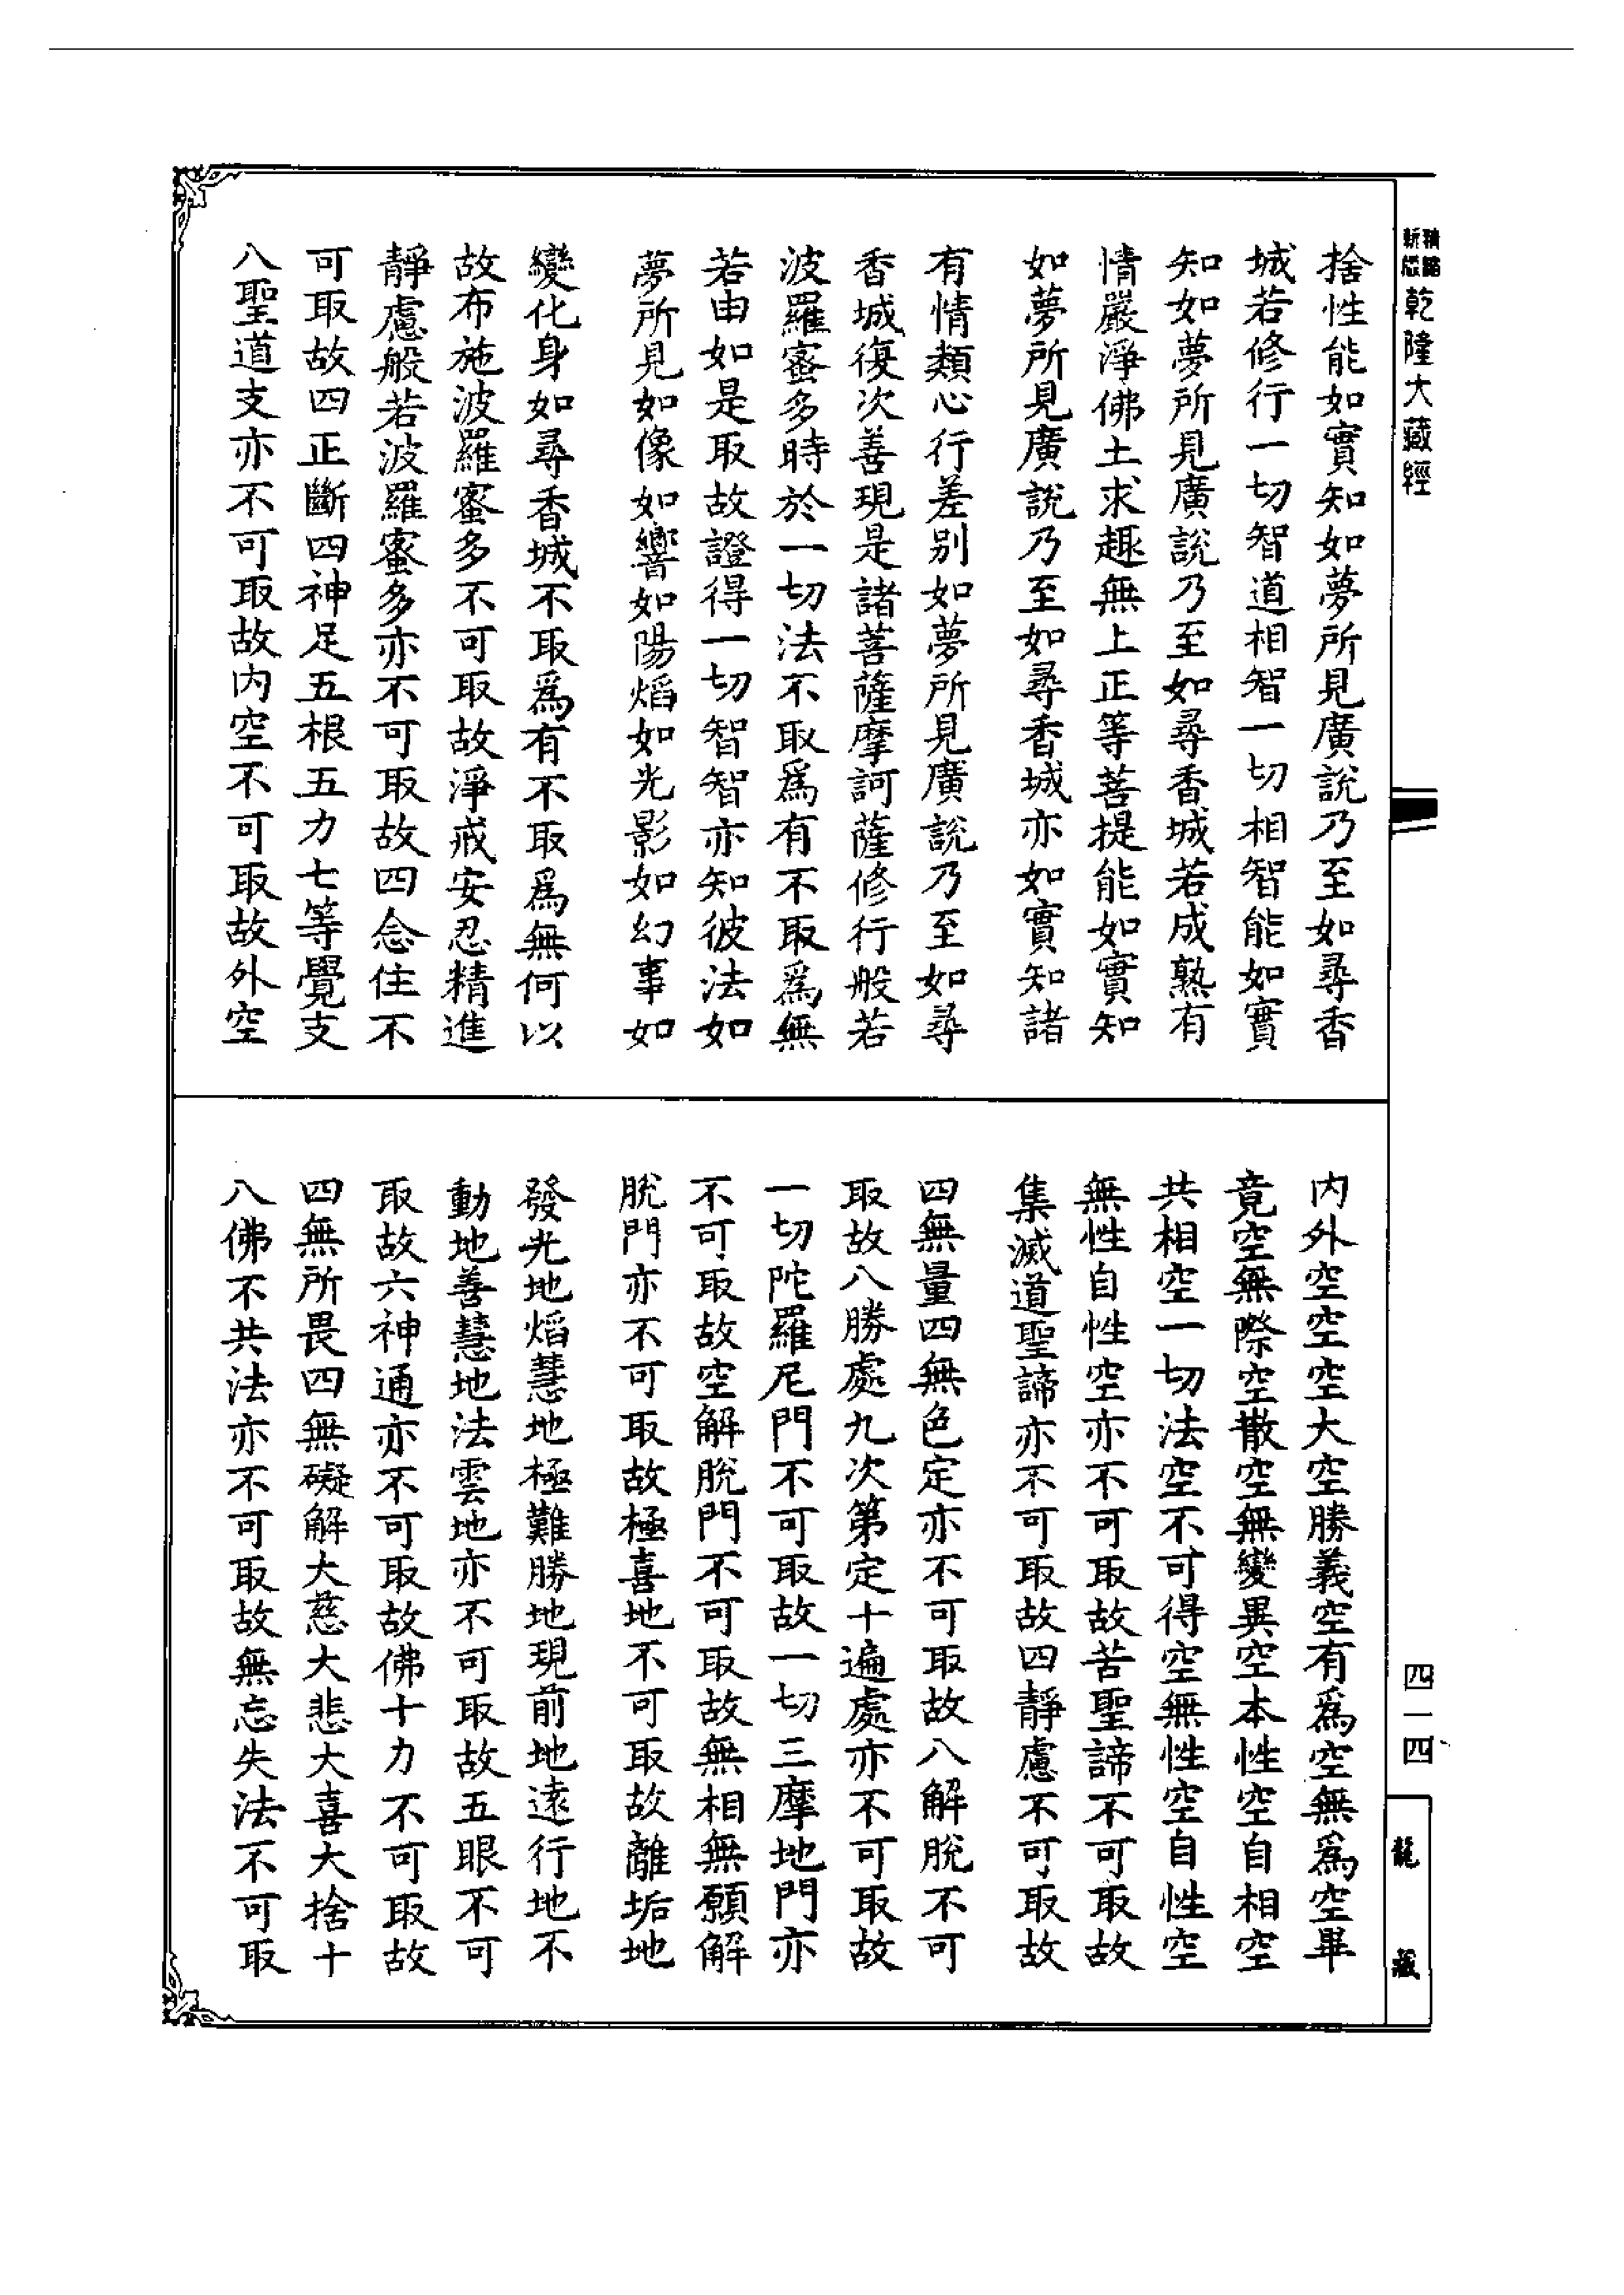 乾隆大藏經
捨性能如實知如夢所見廣說乃至如尋香
城若修行一切智道相智一切相智能如實
知如夢所見廣說乃至如尋香城若成熟有
情嚴淨佛土求趣無上正等菩提能如實知
如夢所見廣說乃至如尋香城亦如實知諸
有情類心行差别如夢所見廣說乃至如尋
香城復次善現是諸菩薩摩訶薩修行般若
波羅蜜多時於一切法不取爲有不取爲無
若由如是取故證得一切智智亦知彼法如
夢所見如像如響如陽焰如光影如幻事如
變化身如尋香城不取爲有不取爲無何以
故布施波羅蜜多不可取故淨戒安忍精進
靜慮般若波羅蜜多亦不可取故四念住不
可取故四正斷四神足五根五力七等覺支
八聖道支亦不可取故内空不可取故外空
内外空空空大空勝義空有爲空無爲空畢
竟空無際空散空無變異空本性空自相空
共相空一切法空不可得空無性空自性空
無性自性空亦不可取故苦聖諦不可取故
集滅道聖諦亦不可取故四靜慮不可取故
四無量四無色定亦不可取故八解脫不可
取故八勝處九次第定十遍處亦不可取故
一切陀羅尼門不可取故一切三摩地門亦
不可取故空解脫門不可取故無相無願解
脫門亦不可取故極喜地不可取故離垢地
發光地焰慧地極難勝地現前地遠行地不
動地善慧地法雲地亦不可取故五眼不可
取故六神通亦不可取故佛十力不可取故
四無所畏四無礙解大慈大悲大喜大捨十
八佛不共法亦不可取故無忘失法不可取
四一四
龍藏